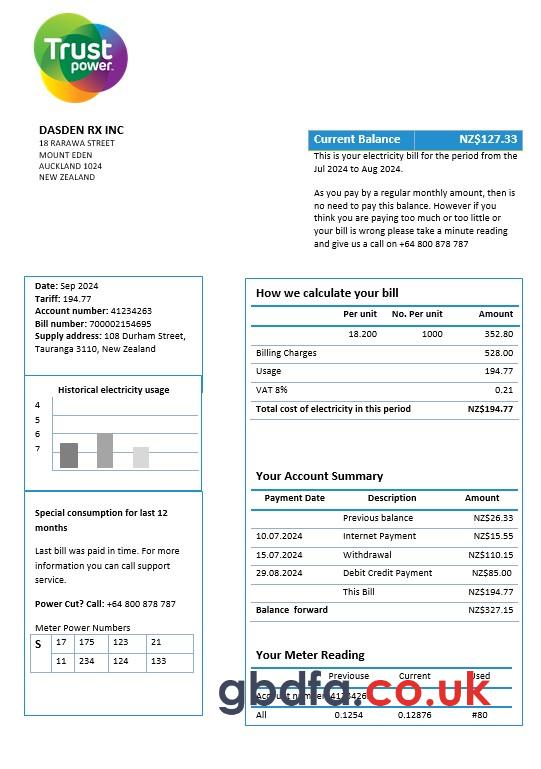 Trust
power.
DASDEN RX INC
18 RARAWA STREET
MOUNT EDEN
AUCKLAND 1024
NEW ZEALAND
Current Balance NZ$127.33
This is your electricity bill for the period from the
Jul 2024 to Aug 2024.
As you pay by a regular monthly amount, then is
no need to pay this balance. However if you
think you are paying too much or too little or
your bill is wrong please take a minute reading
and give us a call on +64 800 878 787
Date: Sep 2024
Tariff: 194.77
Account number: 41234263
Bill number: 700002154695
Supply address: 108 Durham Street,
Tauranga 3110, New Zealand
Historical electricity usage
4
5
6
7
Special consumption for last 12
months
Last bill was paid in time. For more
information you can call support
service.
Power Cut? Call: +64 800 878 787
Meter Power Numbers
S 17 175 123 21
11 234 124 133
How we calculate your bill
Per unit No. Per unit Amount
18.200 1000 352.80
Billing Charges 528.00
Usage 194.77
VAT 8% 0.21
Total cost of electricity in this period NZ$194.77
Your Account Summary
Payment Date Description Amount
Previous balance NZ$26.33
10.07.2024 Internet Payment NZ$15.55
15.07.2024 Withdrawal NZ$110.15
29.08.2024 Debit Credit Payment NZ$85.00
This Bill NZ$194.77
Balance forward NZ$327.15
Your Meter Reading
Previouse Current Used
Account number 41234263
All 0.1254 0.12876 #80
gbdfa.co.uk